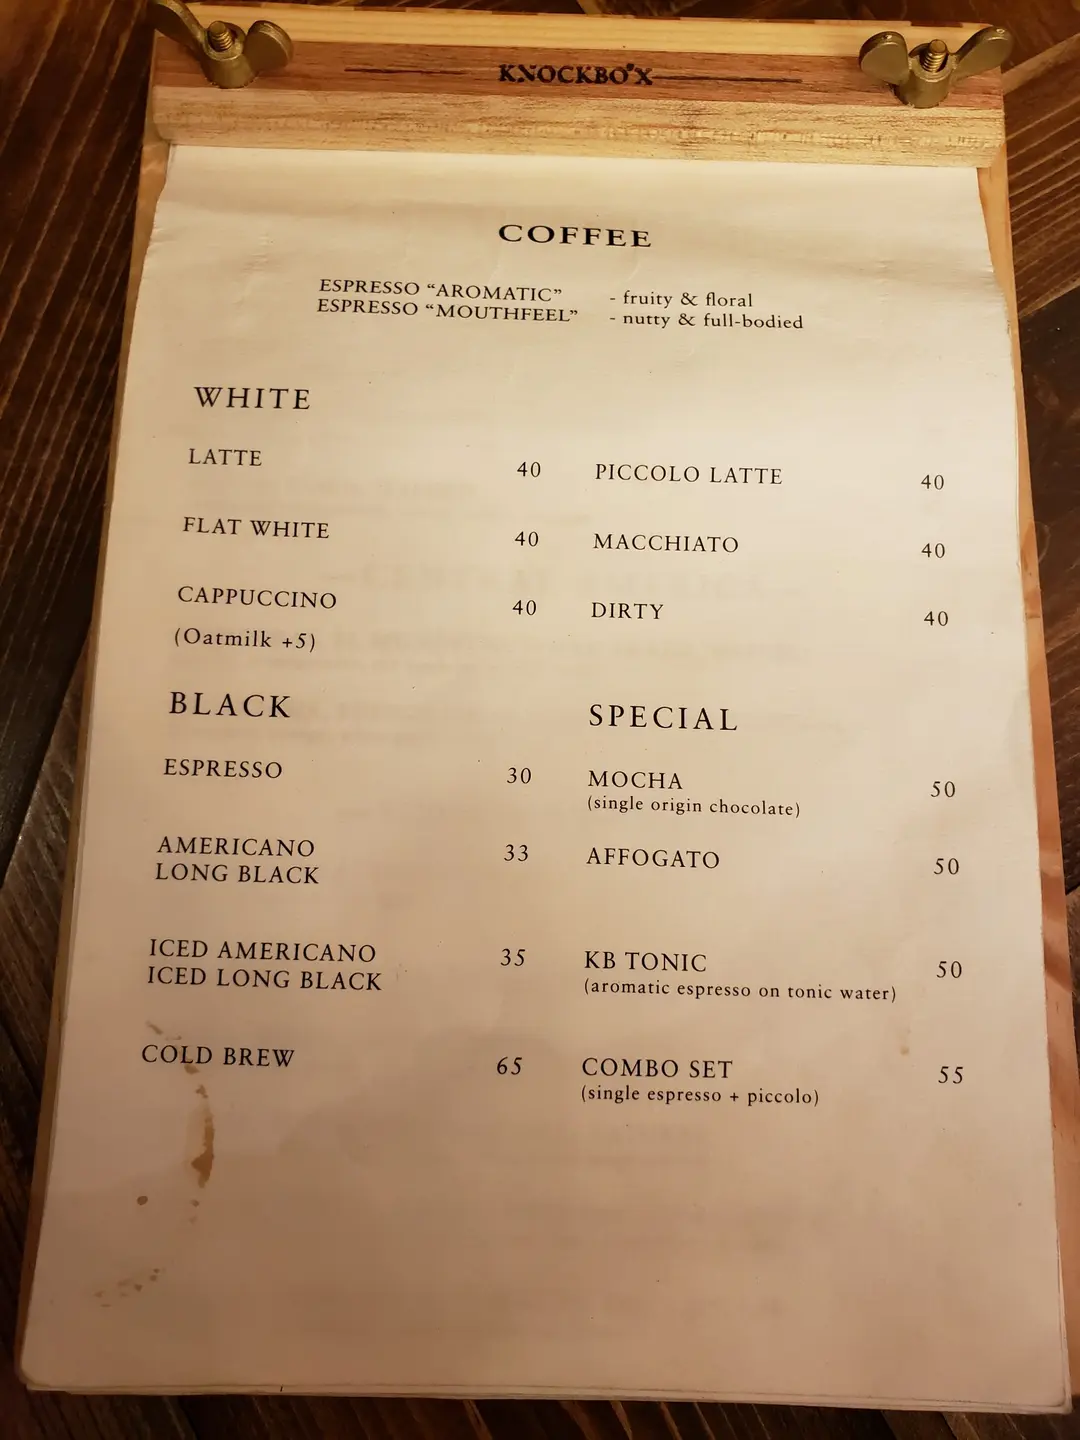 KNOCKBO'X
COFFEE
ESPRESSO “AROMATIC” - fruity & floral
ESPRESSO “MOUTHFEEL” - nutty & full-bodied
WHITE
LATTE 40
FLAT WHITE 40
CAPPUCCINO 40
(Oatmilk +5)
PICCOLO LATTE 40
MACCHIATO 40
DIRTY 40
BLACK
ESPRESSO 30
AMERICANO 33
LONG BLACK
ICED AMERICANO 35
ICED LONG BLACK
COLD BREW 65
SPECIAL
MOCHA 50
(single origin chocolate)
AFFOGATO 50
KB TONIC 50
(aromatic espresso on tonic water)
COMBO SET 55
(single espresso + piccolo)